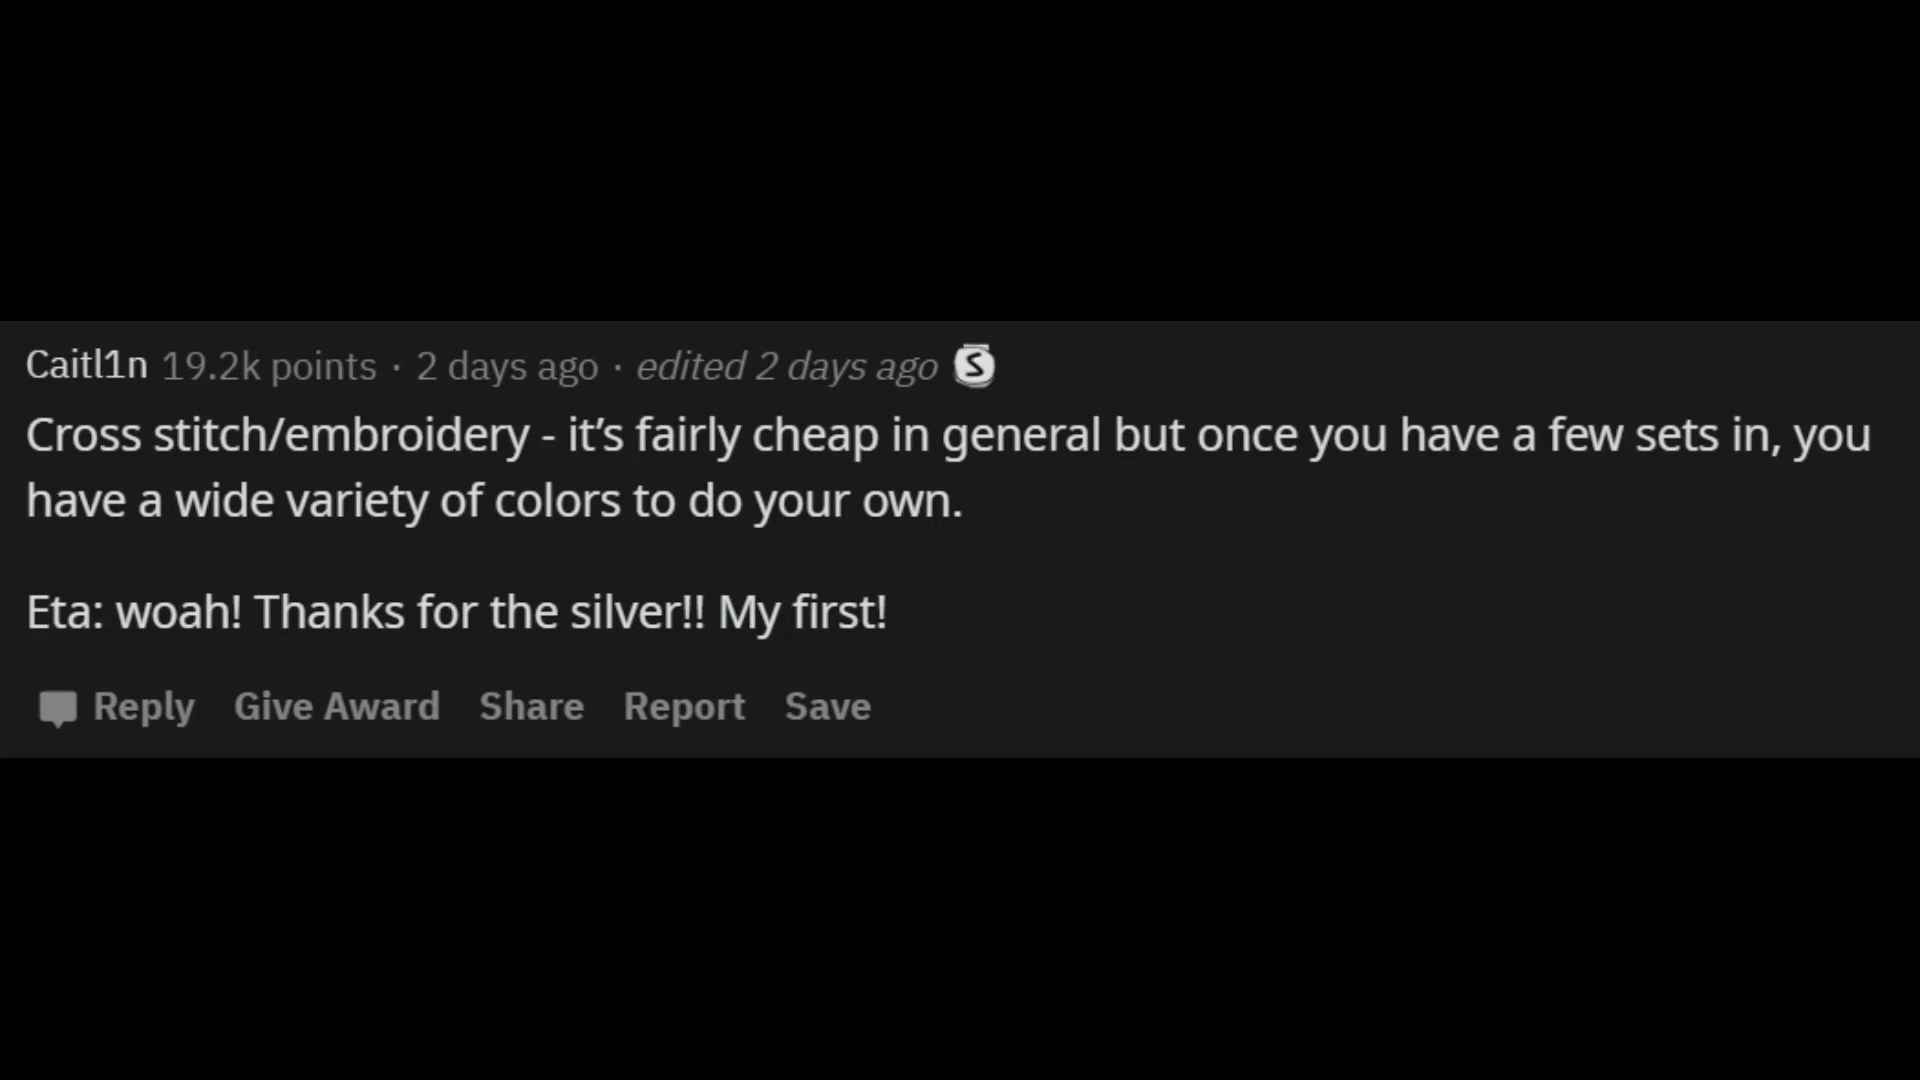 Caitl1n 19.2k points · 2 days ago · edited 2 days ago S
Cross stitch/embroidery - it’s fairly cheap in general but once you have a few sets in, you
have a wide variety of colors to do your own.
Eta: woah! Thanks for the silver!! My first!
Reply Give Award Share Report Save